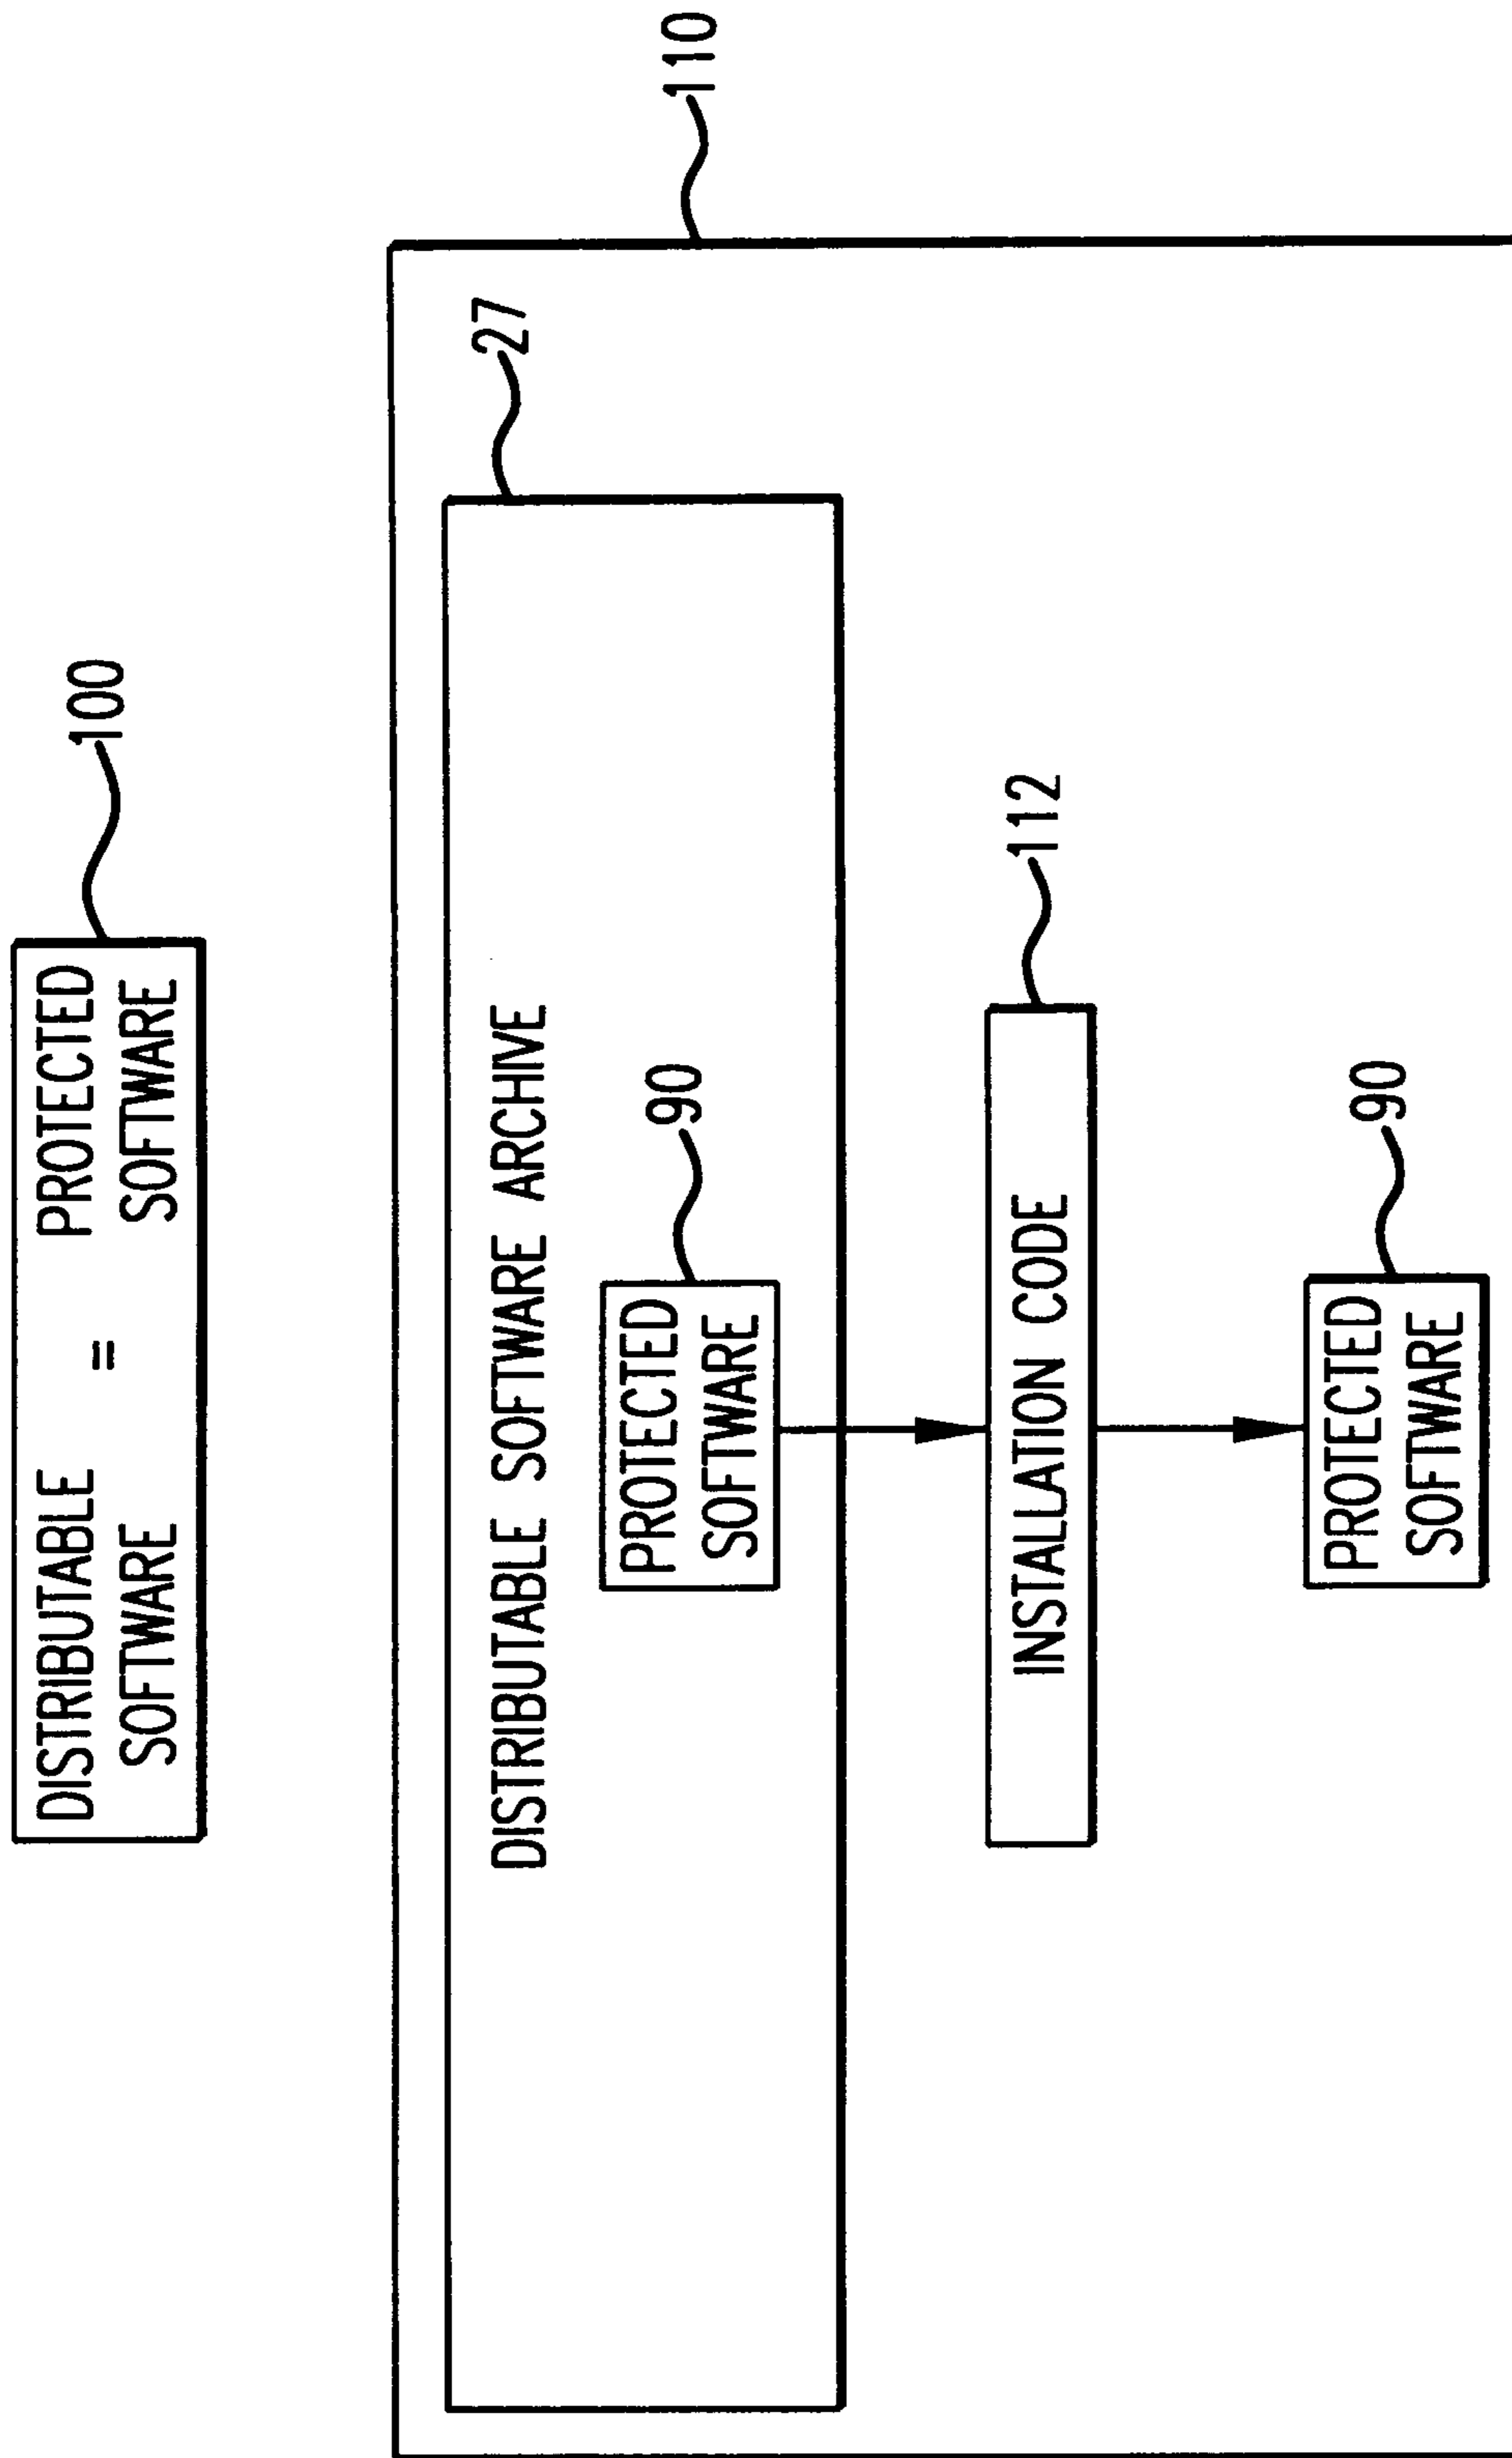 DISTRIBUTABLE = PROTECTED
SOFTWARE SOFTWARE
100
110
27
DISTRIBUTABLE SOFTWARE ARCHIVE
90
PROTECTED
SOFTWARE
112
INSTALLATION CODE
90
PROTECTED
SOFTWARE